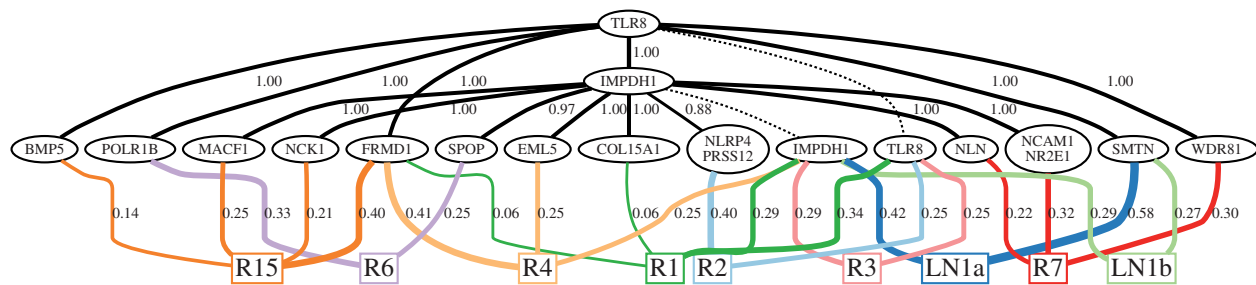 TLR8
1.00
IMPDH1
1.00 1.00 1.00 1.00
1.00 1.00 0.97 1.00 1.00 0.88 1.00 1.00
BMP5 POLR1B MACF1 NCK1 FRMD1 SPOP EML5 COL15A1 NLRP4 IMPDH1 TLR8 NLN NCAM1 SMTN WDR81
PRSS12 NR2E1
0.14 0.25 0.33 0.21 0.40 0.41 0.25 0.06 0.25 0.06 0.25 0.40 0.29 0.29 0.34 0.42 0.25 0.25 0.22 0.32 0.29 0.58 0.27 0.30
R15 R6 R4 R1 R2 R3 LN1a R7 LN1b